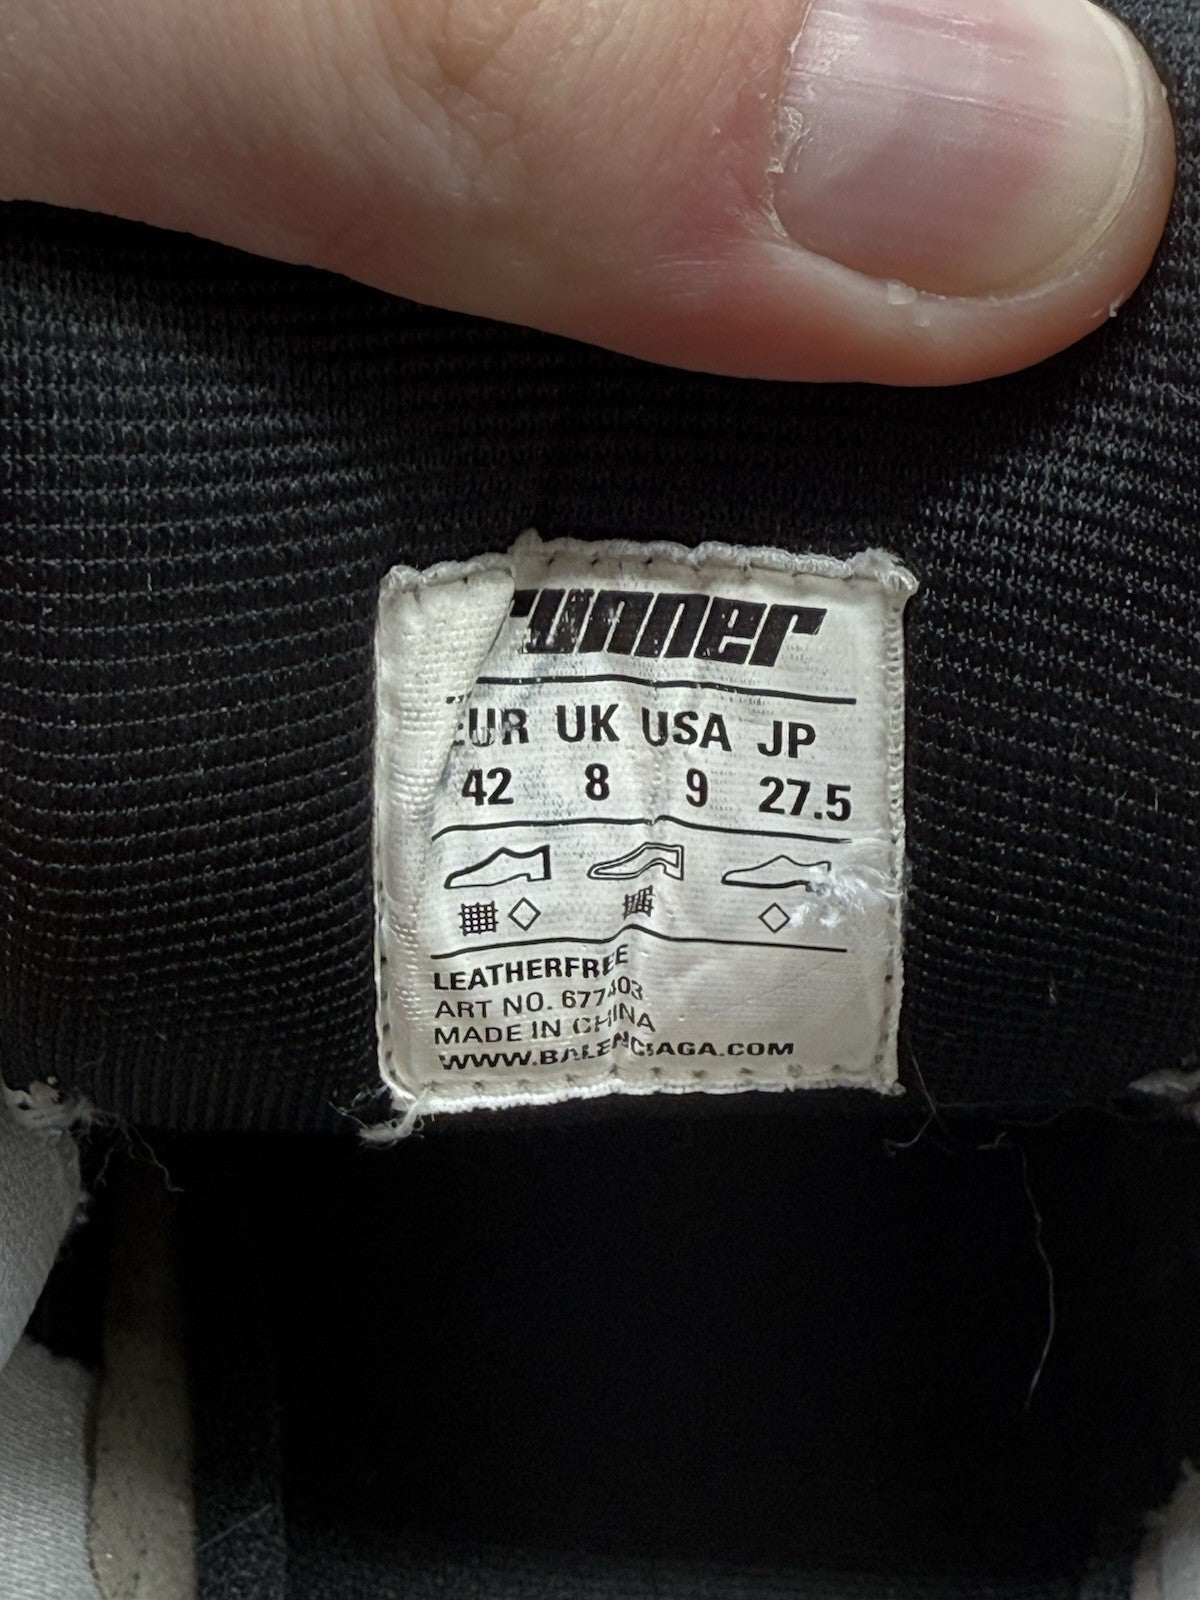 runner
EUR UK USA JP
42 8 9 27.5
LEATHERFREE
ART NO. 677403
MADE IN CHINA
WWW.BALENCIAGA.COM